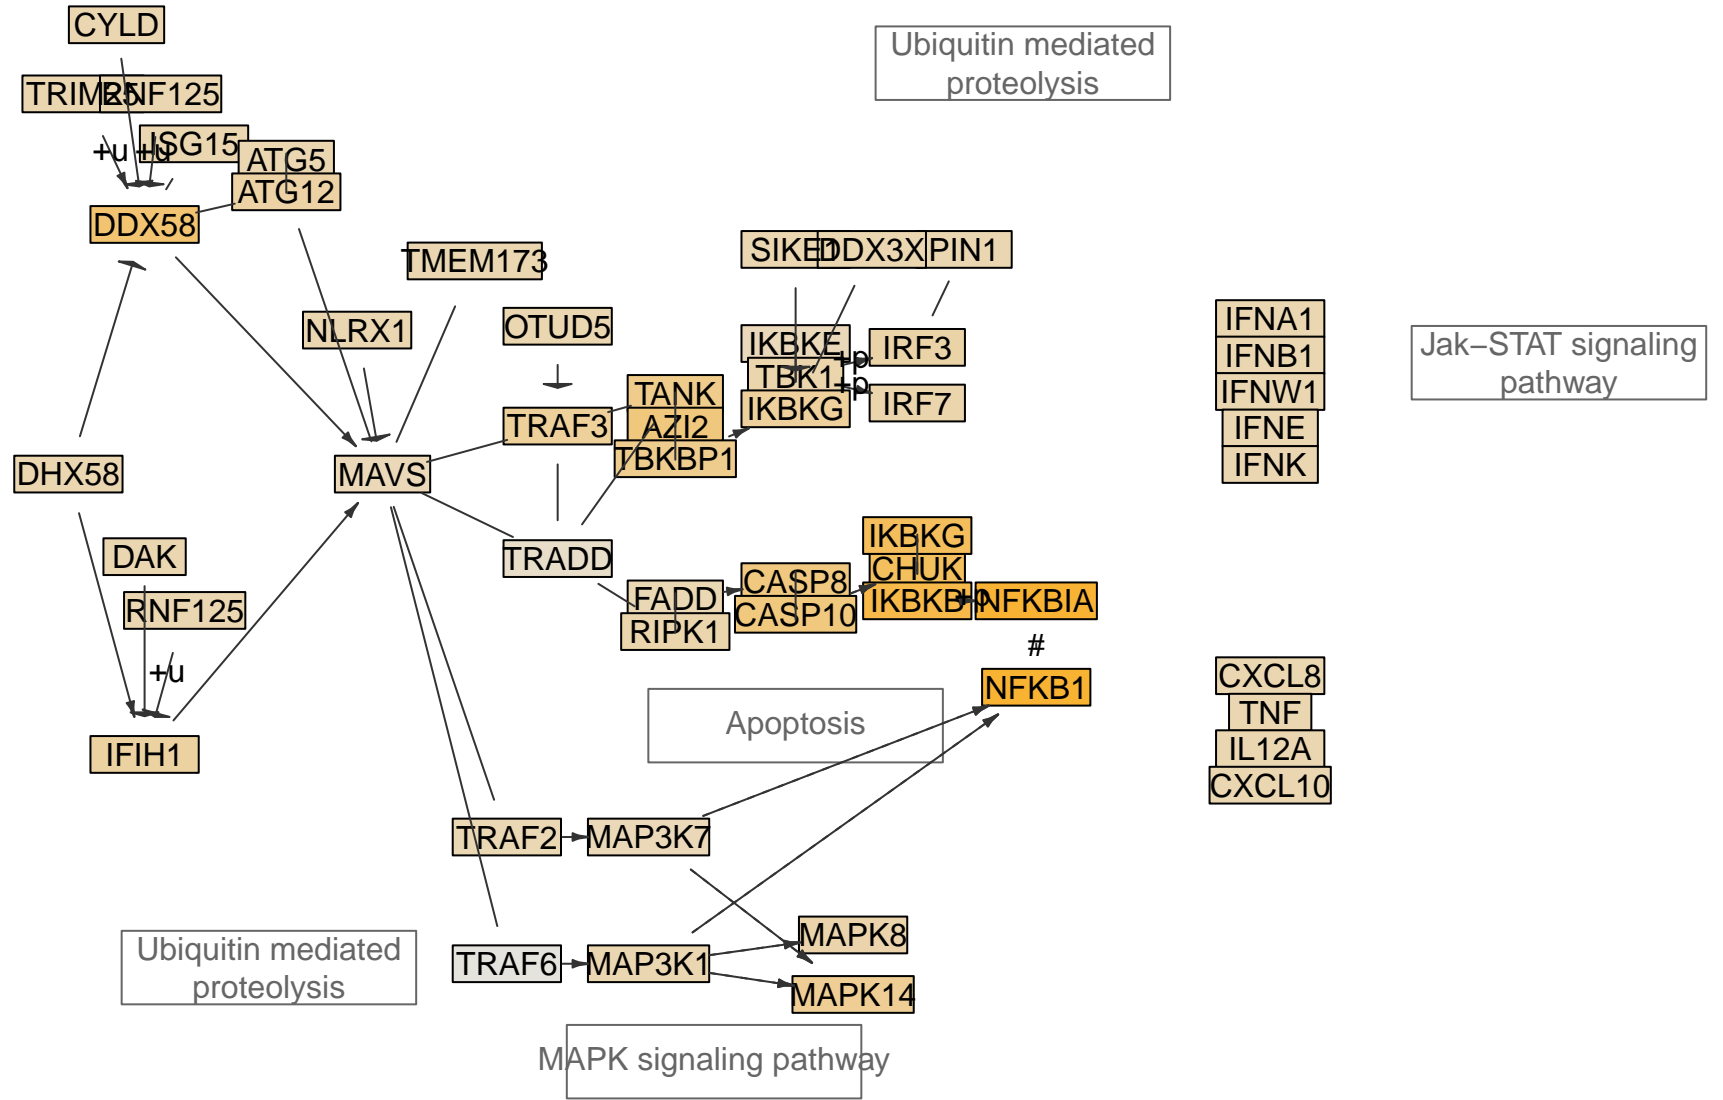 CYLD
Ubiquitin mediated
proteolysis
TRIM25
RNF125
ISG15
+u
+u
ATG5
ATG12
DDX58
TMEM173
SIKE1
DDX3X
PIN1
NLRX1
OTUD5
IKBKE
TBK1
IKBKG
+p
+p
IRF3
IRF7
IFNA1
IFNB1
IFNW1
IFNE
IFNK
Jak−STAT signaling
pathway
TANK
AZI2
TBKBP1
TRAF3
DHX58
MAVS
DAK
RNF125
+u
IFIH1
TRADD
FADD
RIPK1
CASP8
CASP10
IKBKG
CHUK
IKBKB
+p
NFKBIA
#
NFKB1
CXCL8
TNF
IL12A
CXCL10
Apoptosis
TRAF2
MAP3K7
TRAF6
MAP3K1
MAPK8
MAPK14
Ubiquitin mediated
proteolysis
MAPK signaling pathway